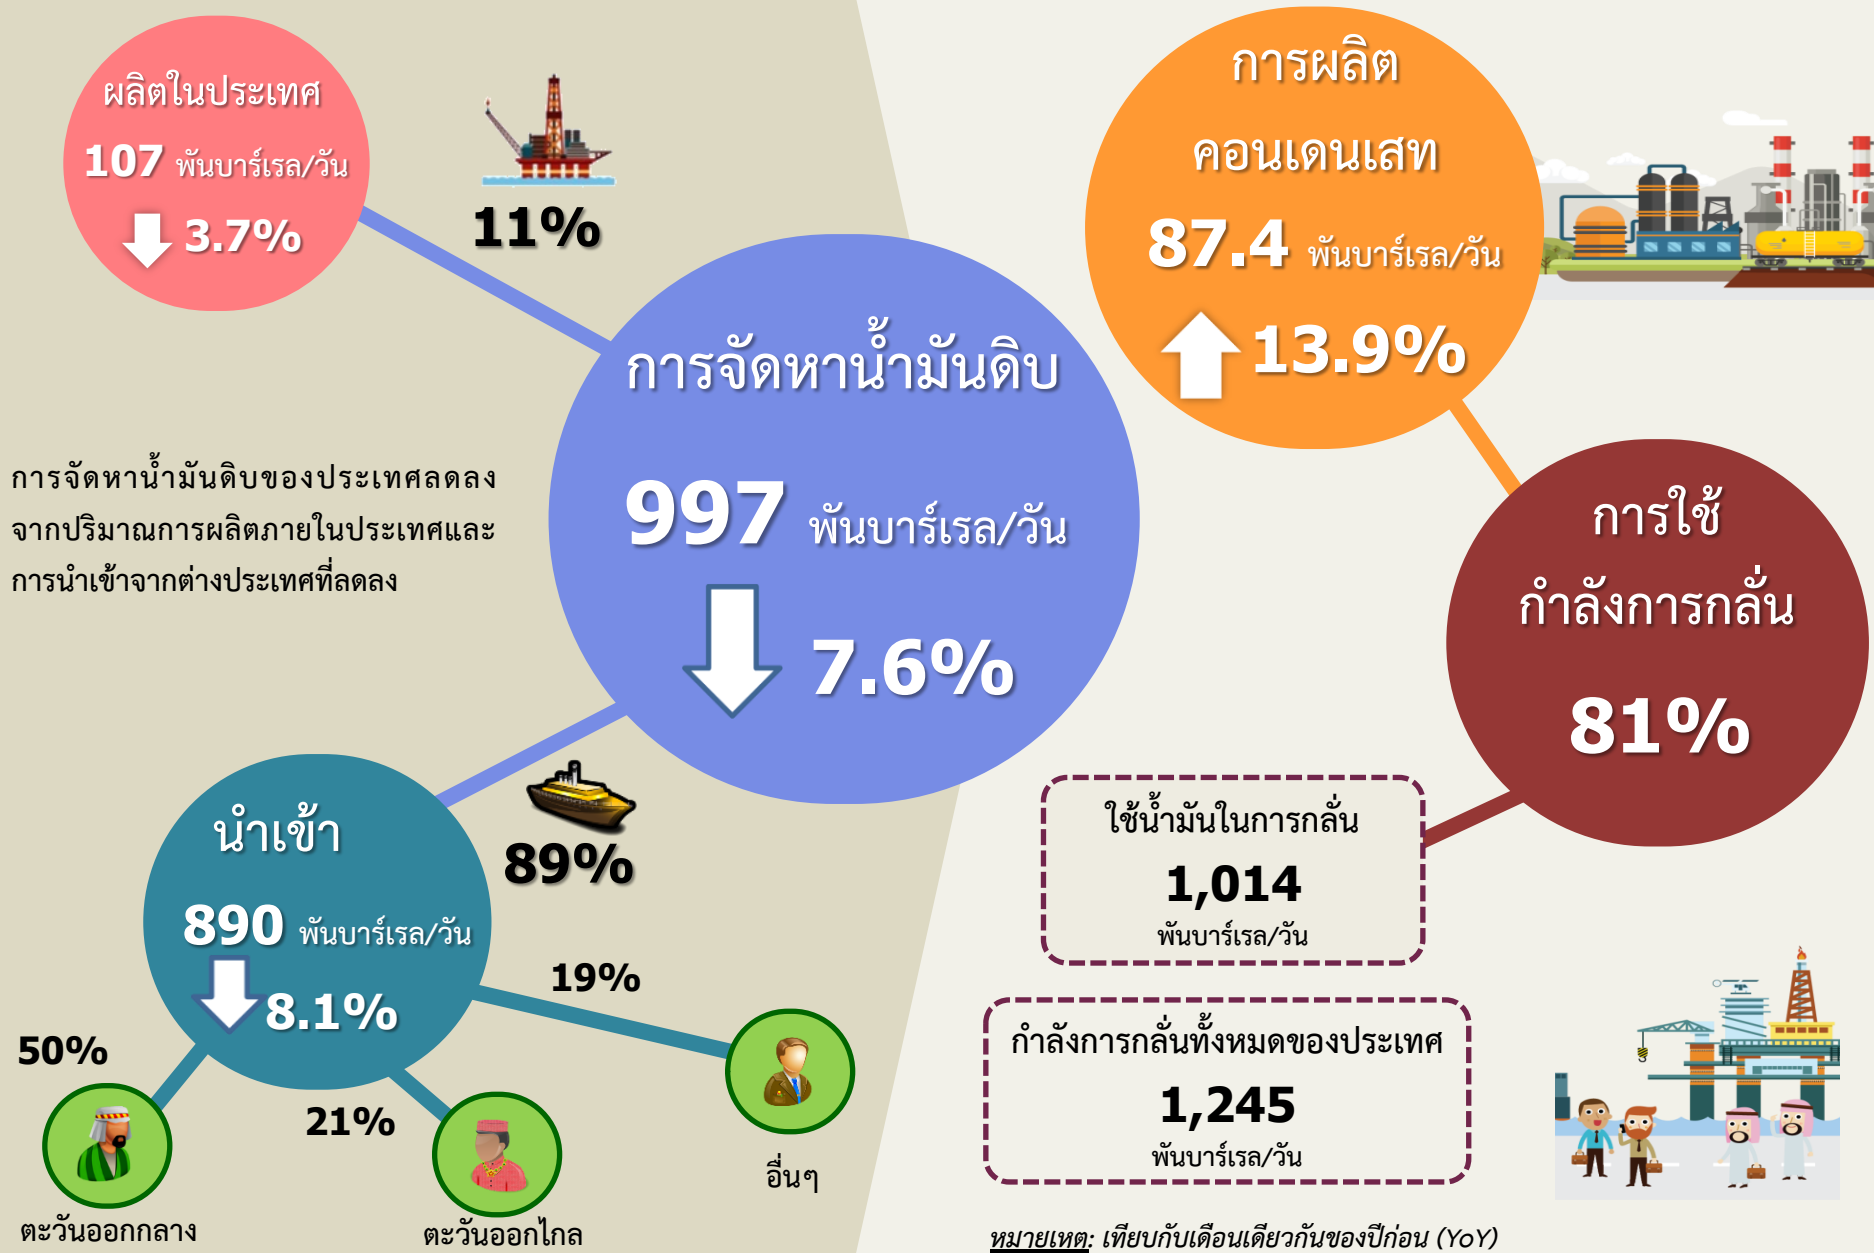 ผลิตในประเทศ
107 พันบาร์เรล/วัน
3.7%
11%
การจัดหาน้ำมันดิบ
997 พันบาร์เรล/วัน
7.6%
การจัดหาน้ำมันดิบของประเทศลดลง
จากปริมาณการผลิตภายในประเทศและ
การนำเข้าจากต่างประเทศที่ลดลง
89%
นำเข้า
890 พันบาร์เรล/วัน
8.1%
50%
ตะวันออกกลาง
21%
ตะวันออกไกล
19%
อื่นๆ
การผลิต
คอนเดนเสท
87.4 พันบาร์เรล/วัน
13.9%
การใช้
กำลังการกลั่น
81%
ใช้น้ำมันในการกลั่น
1,014
พันบาร์เรล/วัน
กำลังการกลั่นทั้งหมดของประเทศ
1,245
พันบาร์เรล/วัน
หมายเหตุ: เทียบกับเดือนเดียวกันของปีก่อน (YoY)